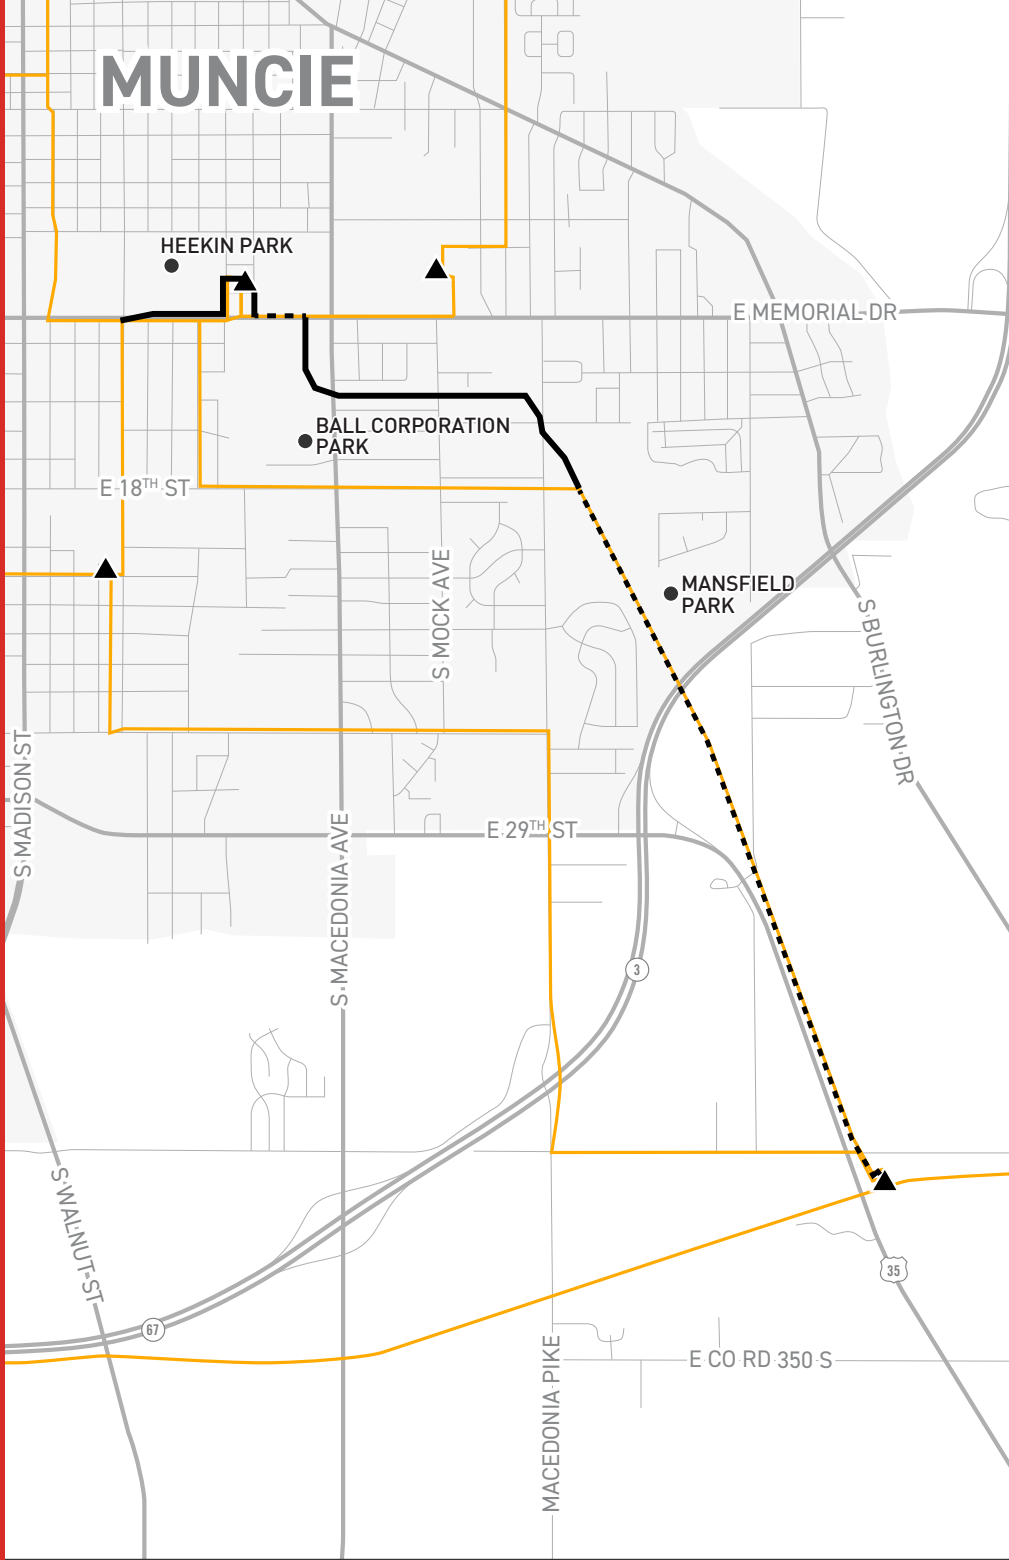 MUNCIE
HEEKIN PARK
E MEMORIAL DR
BALL CORPORATION
PARK
E 18TH ST
S MOCK AVE
MANSFIELD
PARK
S BURLINGTON DR
S MADISON ST
S MACEDONIA AVE
E 29TH ST
3
S WALNUT ST
35
67
MACEDONIA PIKE
E CO RD 350 S